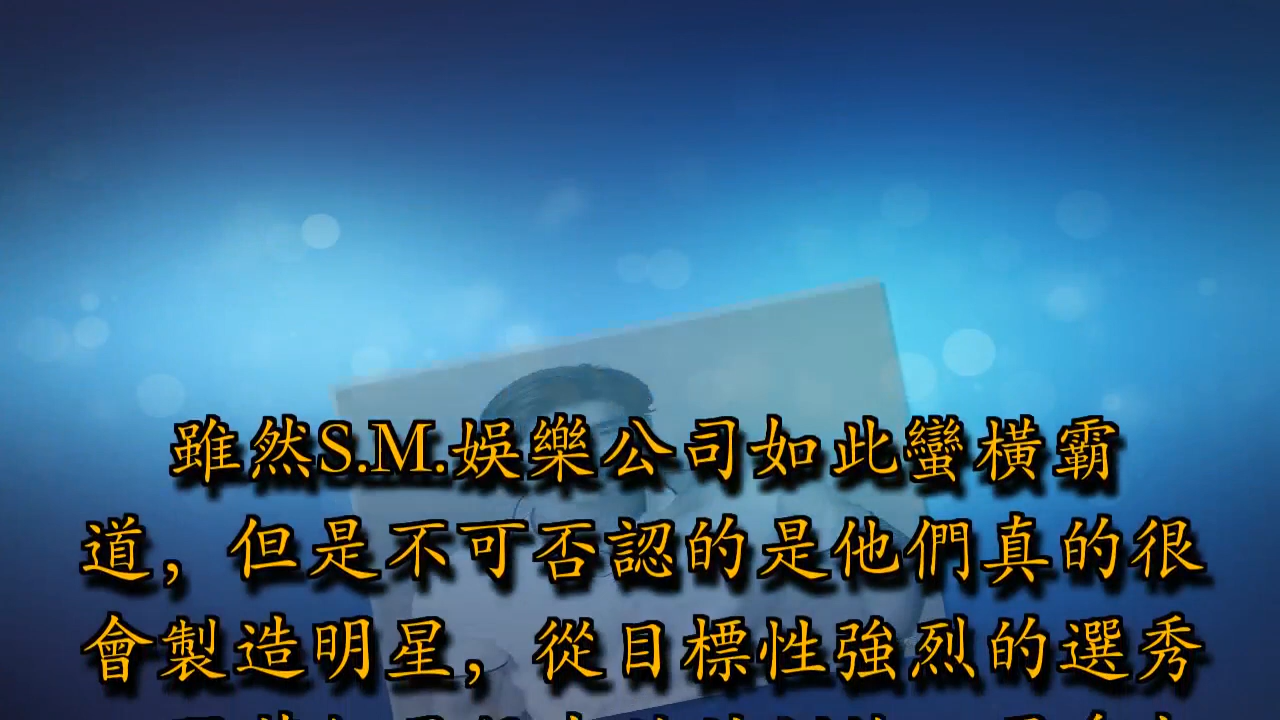 雖然S.M.娛樂公司如此蠻橫霸
道，但是不可否認的是他們真的很
會製造明星，從目標性強烈的選秀